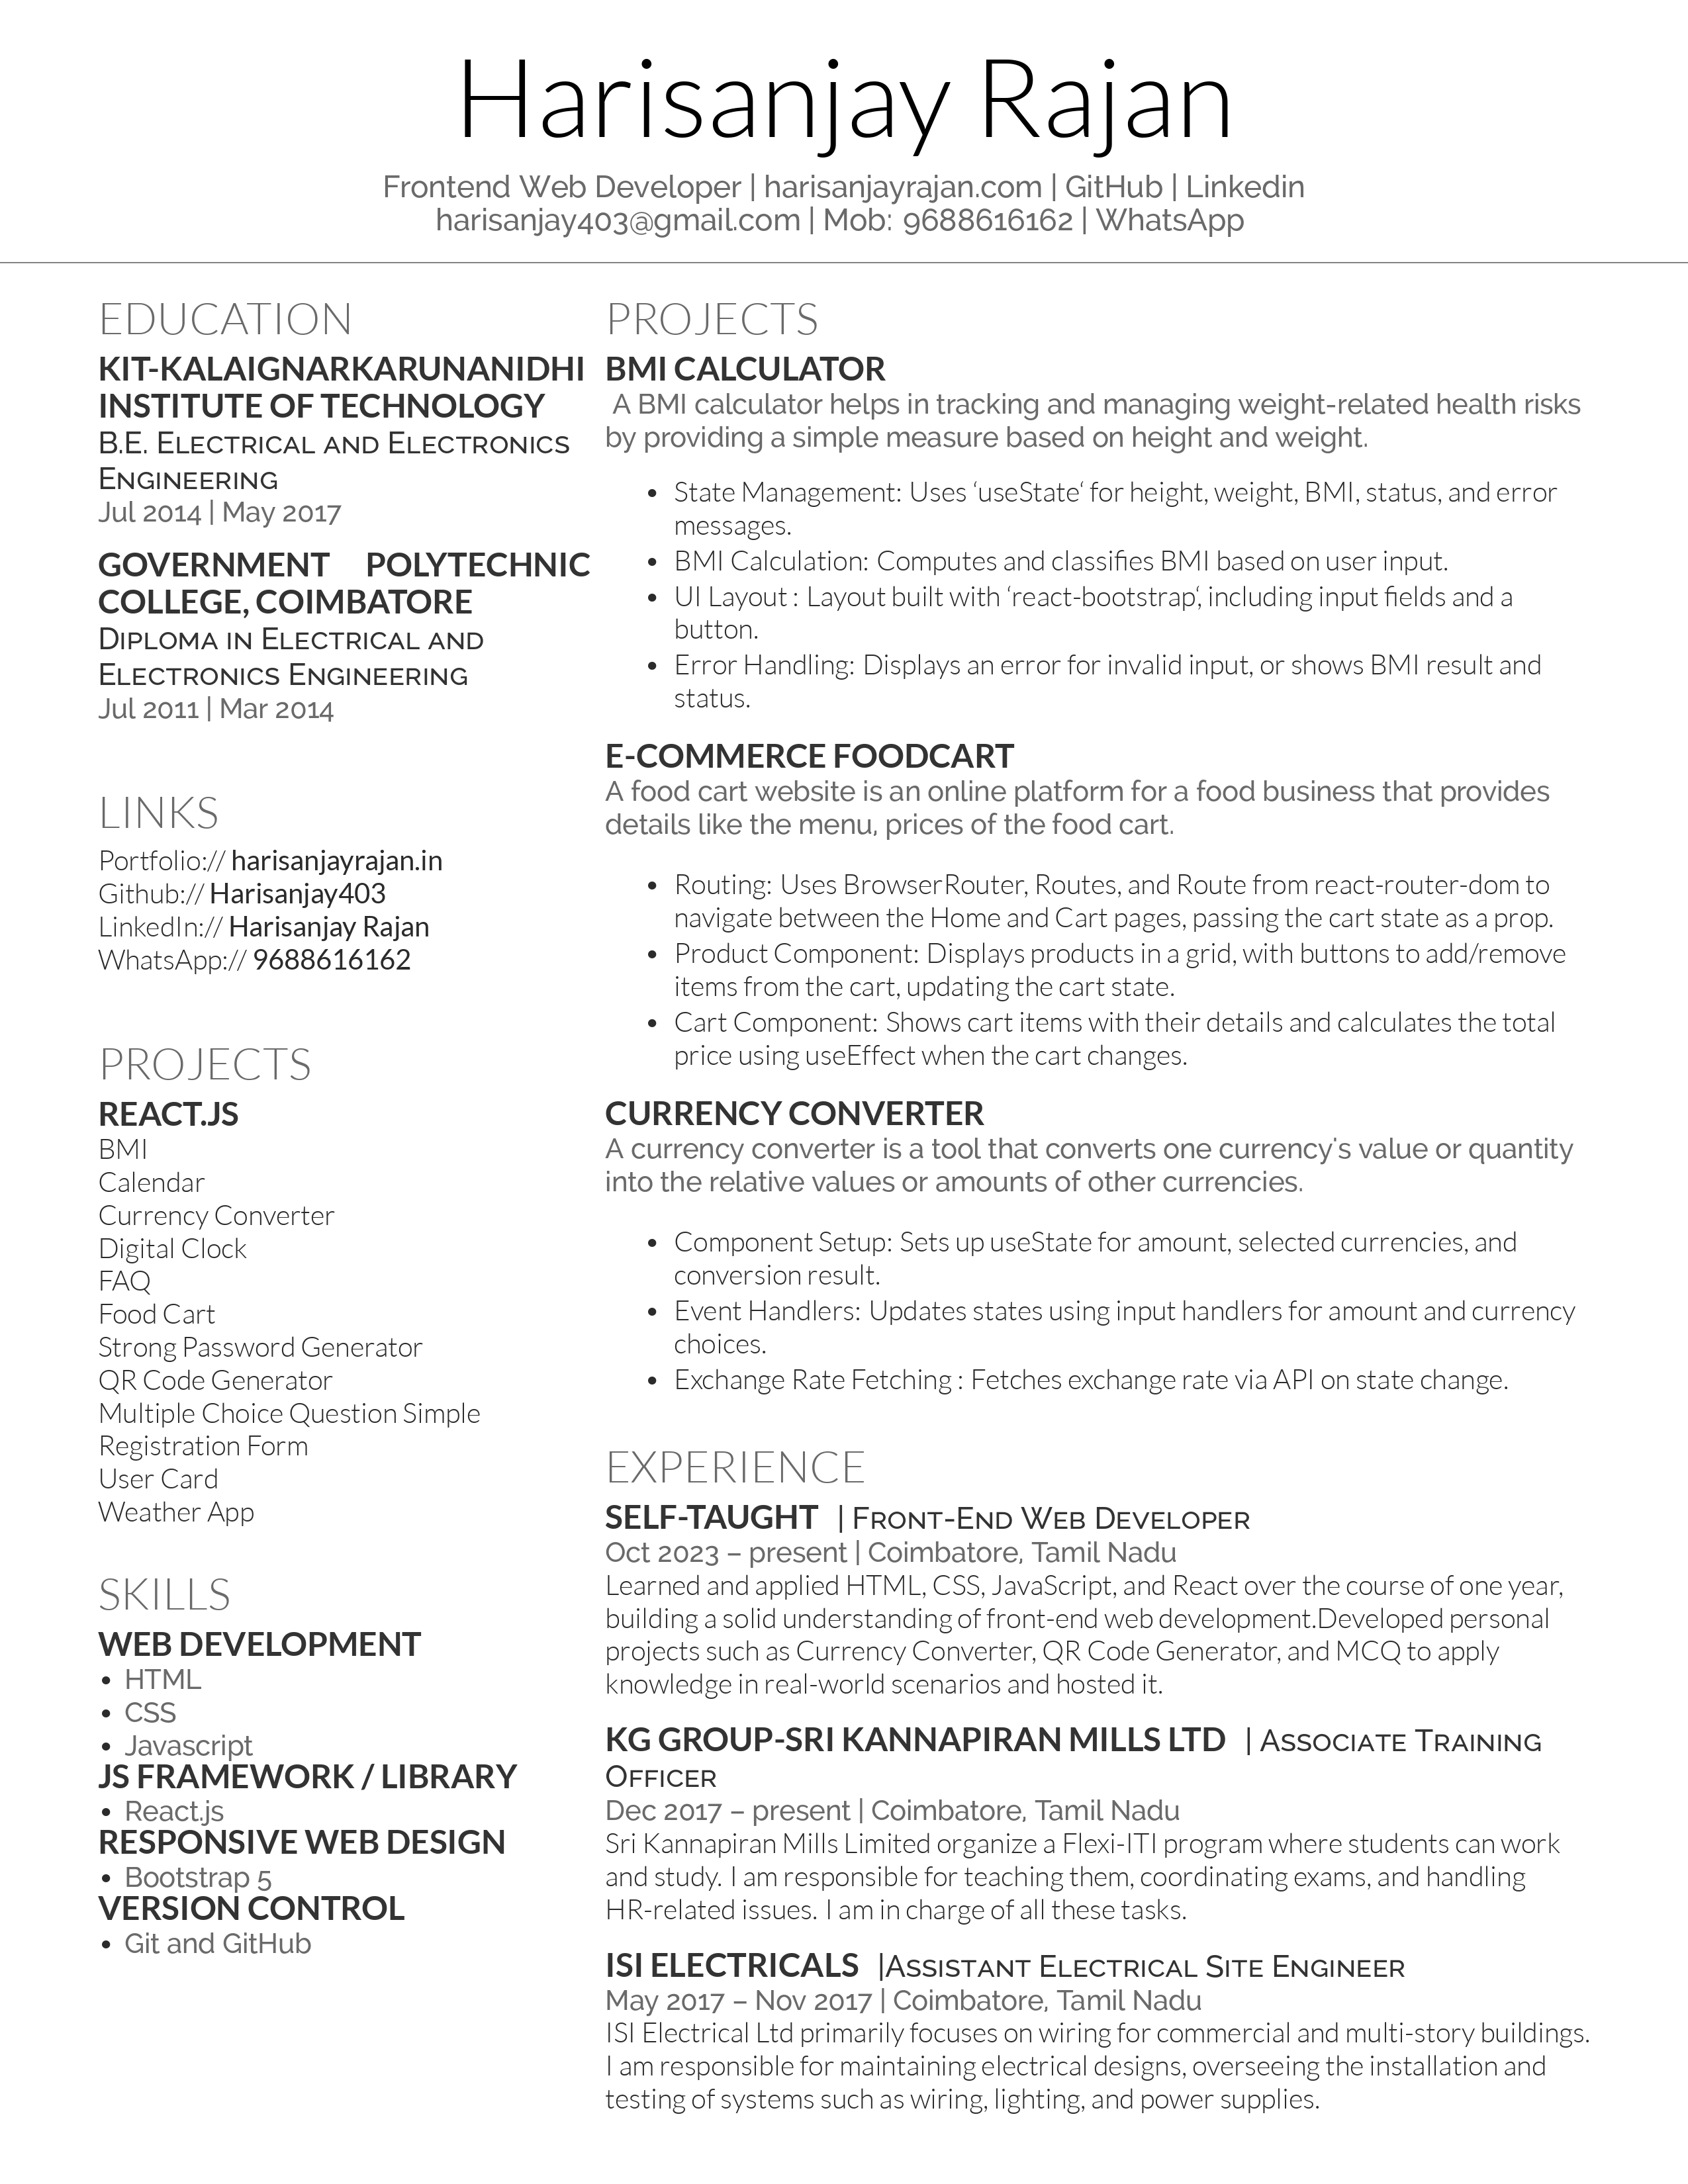 Harisanjay Rajan
Frontend Web Developer | harisanjayrajan.com | GitHub | Linkedin
harisanjay403@gmail.com | Mob: 9688616162 | WhatsApp
EDUCATION
KIT-KALAIGNARKARUNANIDHI
INSTITUTE OF TECHNOLOGY
B.E. Electrical and Electronics
Engineering
Jul 2014 | May 2017
GOVERNMENT POLYTECHNIC
COLLEGE, COIMBATORE
Diploma in Electrical and
Electronics Engineering
Jul 2011 | Mar 2014
LINKS
Portfolio:// harisanjayrajan.in
Github:// Harisanjay403
LinkedIn:// Harisanjay Rajan
WhatsApp:// 9688616162
PROJECTS
REACT.JS
BMI
Calendar
Currency Converter
Digital Clock
FAQ
Food Cart
Strong Password Generator
QR Code Generator
Multiple Choice Question Simple
Registration Form
User Card
Weather App
SKILLS
WEB DEVELOPMENT
• HTML
• CSS
• Javascript
JS FRAMEWORK / LIBRARY
• React.js
RESPONSIVE WEB DESIGN
• Bootstrap 5
VERSION CONTROL
• Git and GitHub
PROJECTS
BMI CALCULATOR
A BMI calculator helps in tracking and managing weight-related health risks
by providing a simple measure based on height and weight.
• State Management: Uses ‘useState‘ for height, weight, BMI, status, and error
messages.
• BMI Calculation: Computes and classifies BMI based on user input.
• UI Layout : Layout built with ‘react-bootstrap‘, including input fields and a
button.
• Error Handling: Displays an error for invalid input, or shows BMI result and
status.
E-COMMERCE FOODCART
A food cart website is an online platform for a food business that provides
details like the menu, prices of the food cart.
• Routing: Uses BrowserRouter, Routes, and Route from react-router-dom to
navigate between the Home and Cart pages, passing the cart state as a prop.
• Product Component: Displays products in a grid, with buttons to add/remove
items from the cart, updating the cart state.
• Cart Component: Shows cart items with their details and calculates the total
price using useEffect when the cart changes.
CURRENCY CONVERTER
A currency converter is a tool that converts one currency's value or quantity
into the relative values or amounts of other currencies.
• Component Setup: Sets up useState for amount, selected currencies, and
conversion result.
• Event Handlers: Updates states using input handlers for amount and currency
choices.
• Exchange Rate Fetching : Fetches exchange rate via API on state change.
EXPERIENCE
SELF-TAUGHT | Front-End Web Developer
Oct 2023 – present | Coimbatore, Tamil Nadu
Learned and applied HTML, CSS, JavaScript, and React over the course of one year,
building a solid understanding of front-end web development.Developed personal
projects such as Currency Converter, QR Code Generator, and MCQ to apply
knowledge in real-world scenarios and hosted it.
KG GROUP-SRI KANNAPIRAN MILLS LTD | Associate Training
Officer
Dec 2017 – present | Coimbatore, Tamil Nadu
Sri Kannapiran Mills Limited organize a Flexi-ITI program where students can work
and study. I am responsible for teaching them, coordinating exams, and handling
HR-related issues. I am in charge of all these tasks.
ISI ELECTRICALS |Assistant Electrical Site Engineer
May 2017 – Nov 2017 | Coimbatore, Tamil Nadu
ISI Electrical Ltd primarily focuses on wiring for commercial and multi-story buildings.
I am responsible for maintaining electrical designs, overseeing the installation and
testing of systems such as wiring, lighting, and power supplies.